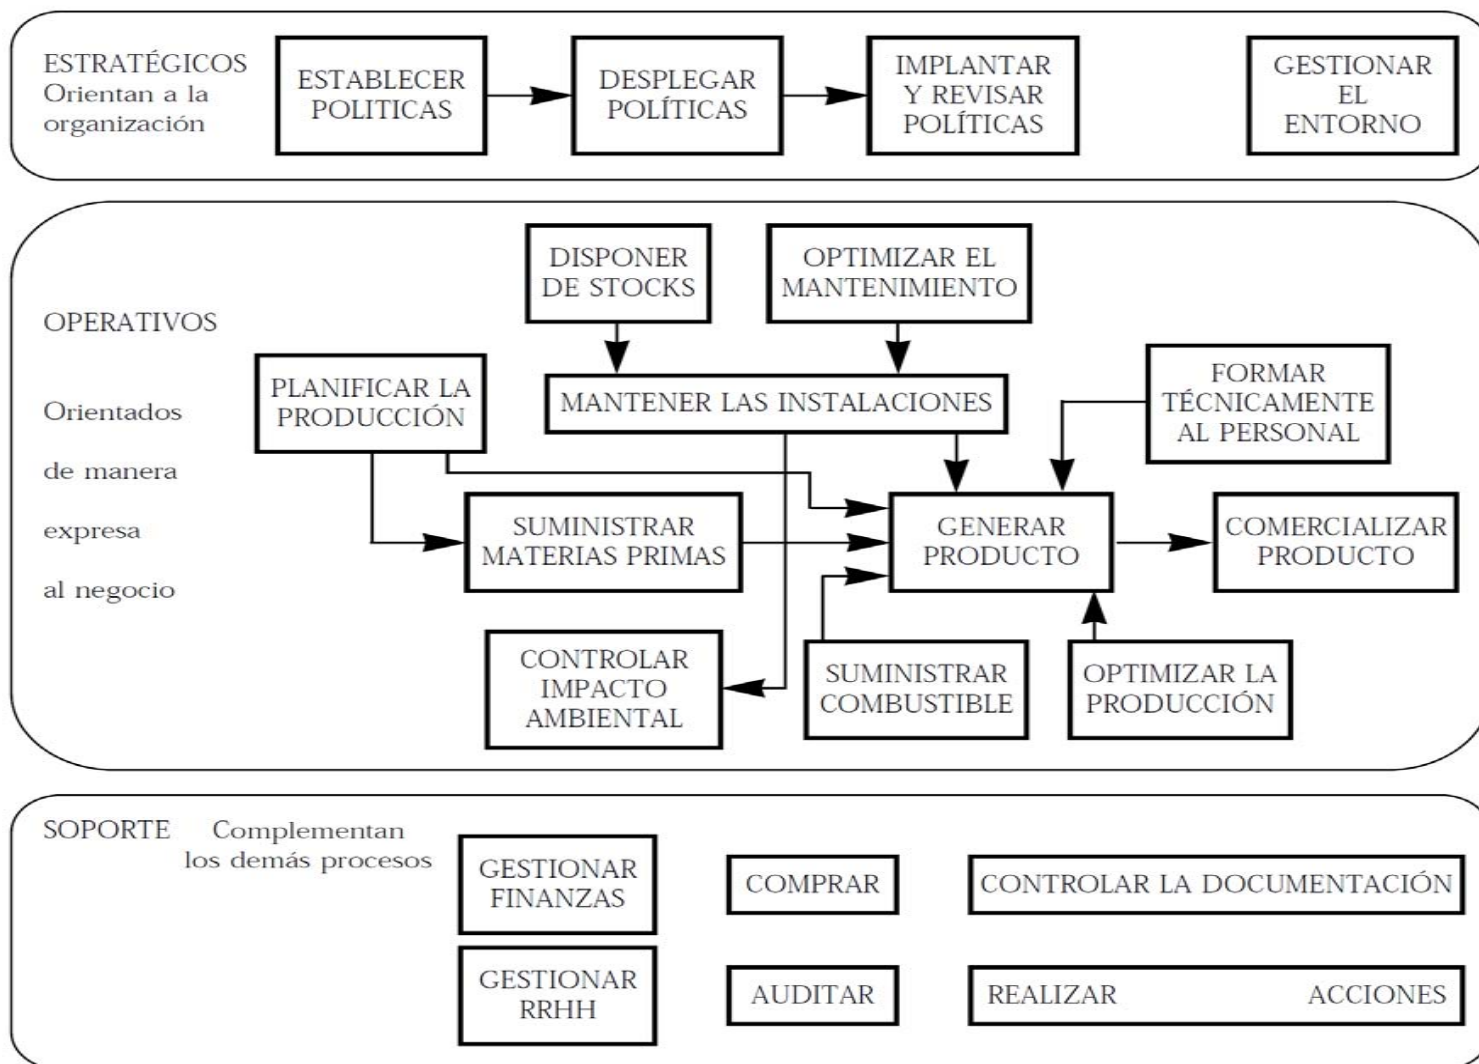 ESTRATÉGICOS
Orientan a la
organización
ESTABLECER
POLITICAS
DESPLEGAR
POLÍTICAS
IMPLANTAR
Y REVISAR
POLÍTICAS
GESTIONAR
EL
ENTORNO
OPERATIVOS
Orientados
de manera
expresa
al negocio
DISPONER
DE STOCKS
OPTIMIZAR EL
MANTENIMIENTO
PLANIFICAR LA
PRODUCCIÓN
MANTENER LAS INSTALACIONES
FORMAR
TÉCNICAMENTE
AL PERSONAL
SUMINISTRAR
MATERIAS PRIMAS
GENERAR
PRODUCTO
COMERCIALIZAR
PRODUCTO
CONTROLAR
IMPACTO
AMBIENTAL
SUMINISTRAR
COMBUSTIBLE
OPTIMIZAR LA
PRODUCCIÓN
SOPORTE Complementan
los demás procesos
GESTIONAR
FINANZAS
COMPRAR
CONTROLAR LA DOCUMENTACIÓN
GESTIONAR
RRHH
AUDITAR
REALIZAR ACCIONES